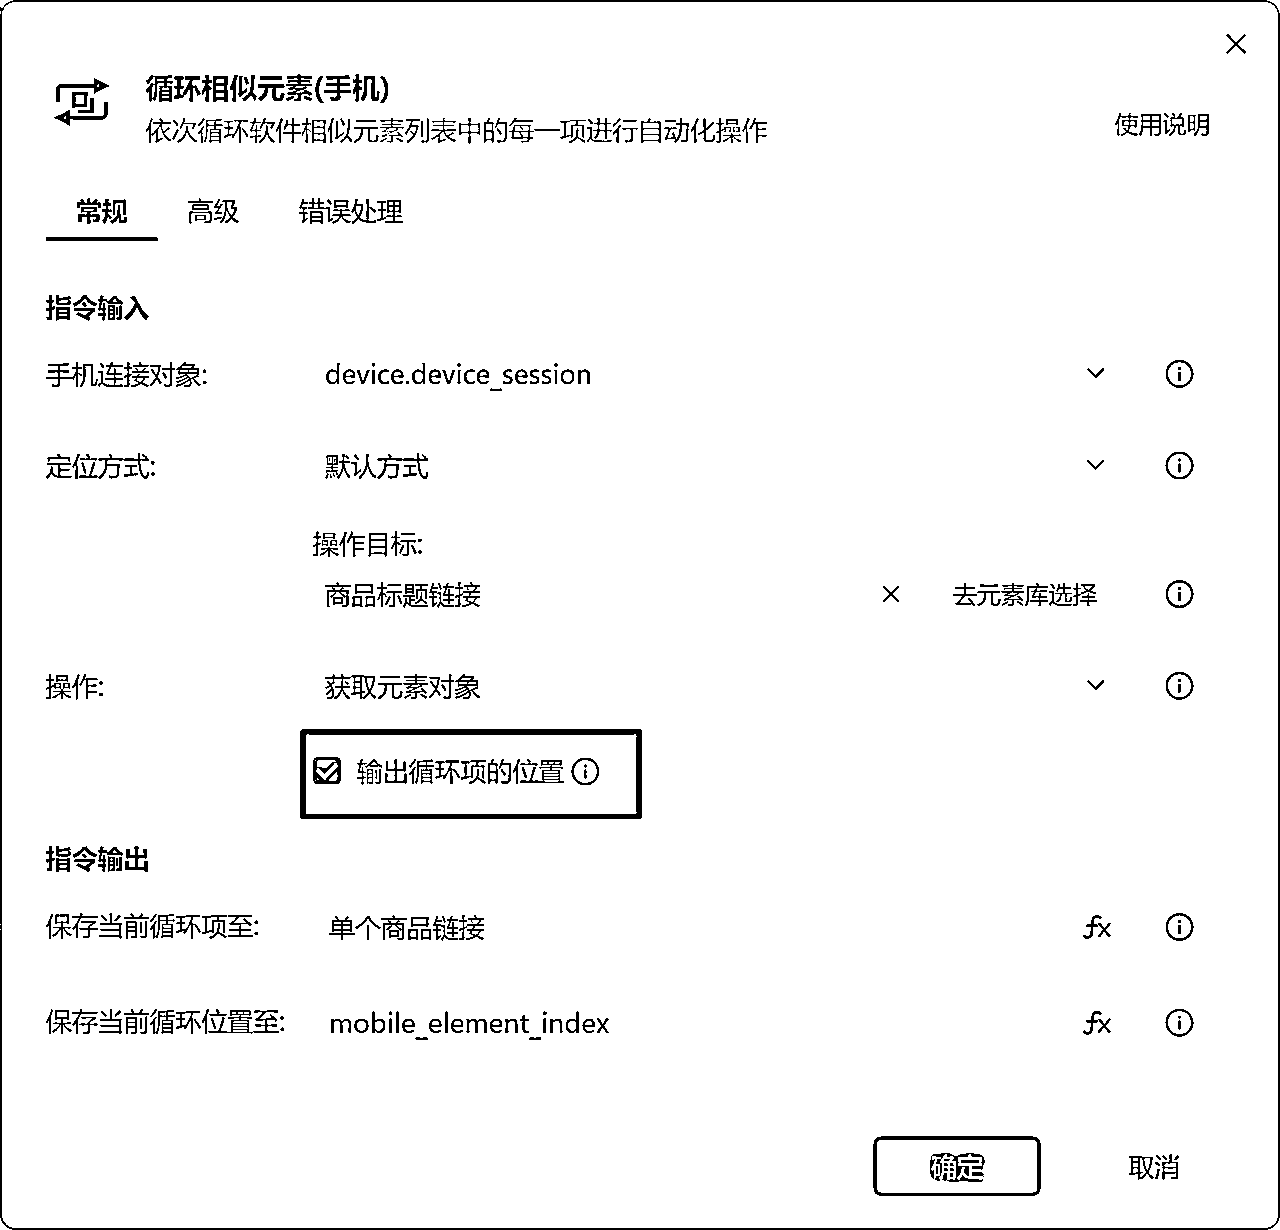 循环相似元素(手机)
依次循环软件相似元素列表中的每一项进行自动化操作
使用说明
常规 高级 错误处理
指令输入
手机连接对象: device.device_session
定位方式: 默认方式
操作目标:
商品标题链接 去元素库选择
操作: 获取元素对象
输出循环项的位置
指令输出
保存当前循环项至: 单个商品链接 fx
保存当前循环位置至: mobile_element_index fx
确定 取消